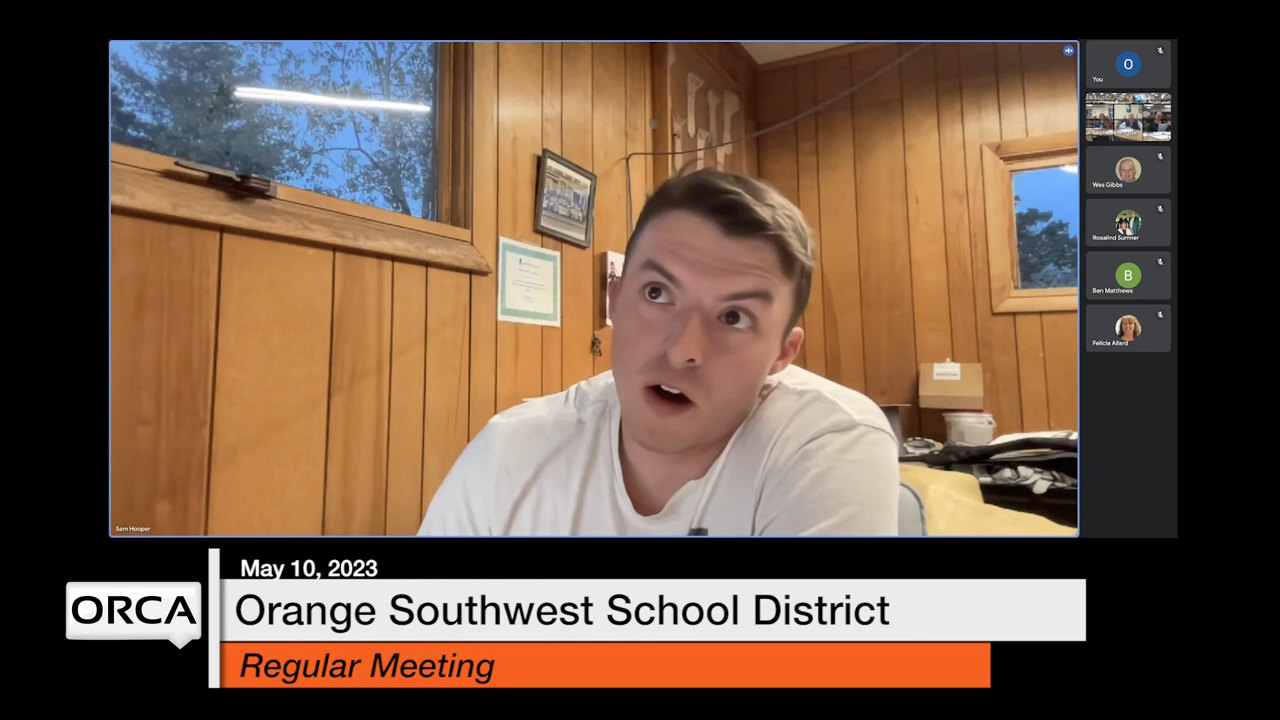 You
Wes Gibbs
Rosalind Sumner
B
Ben Matthews
Felicia Allard
Sam Hooper
May 10, 2023
ORCA
Orange Southwest School District
Regular Meeting